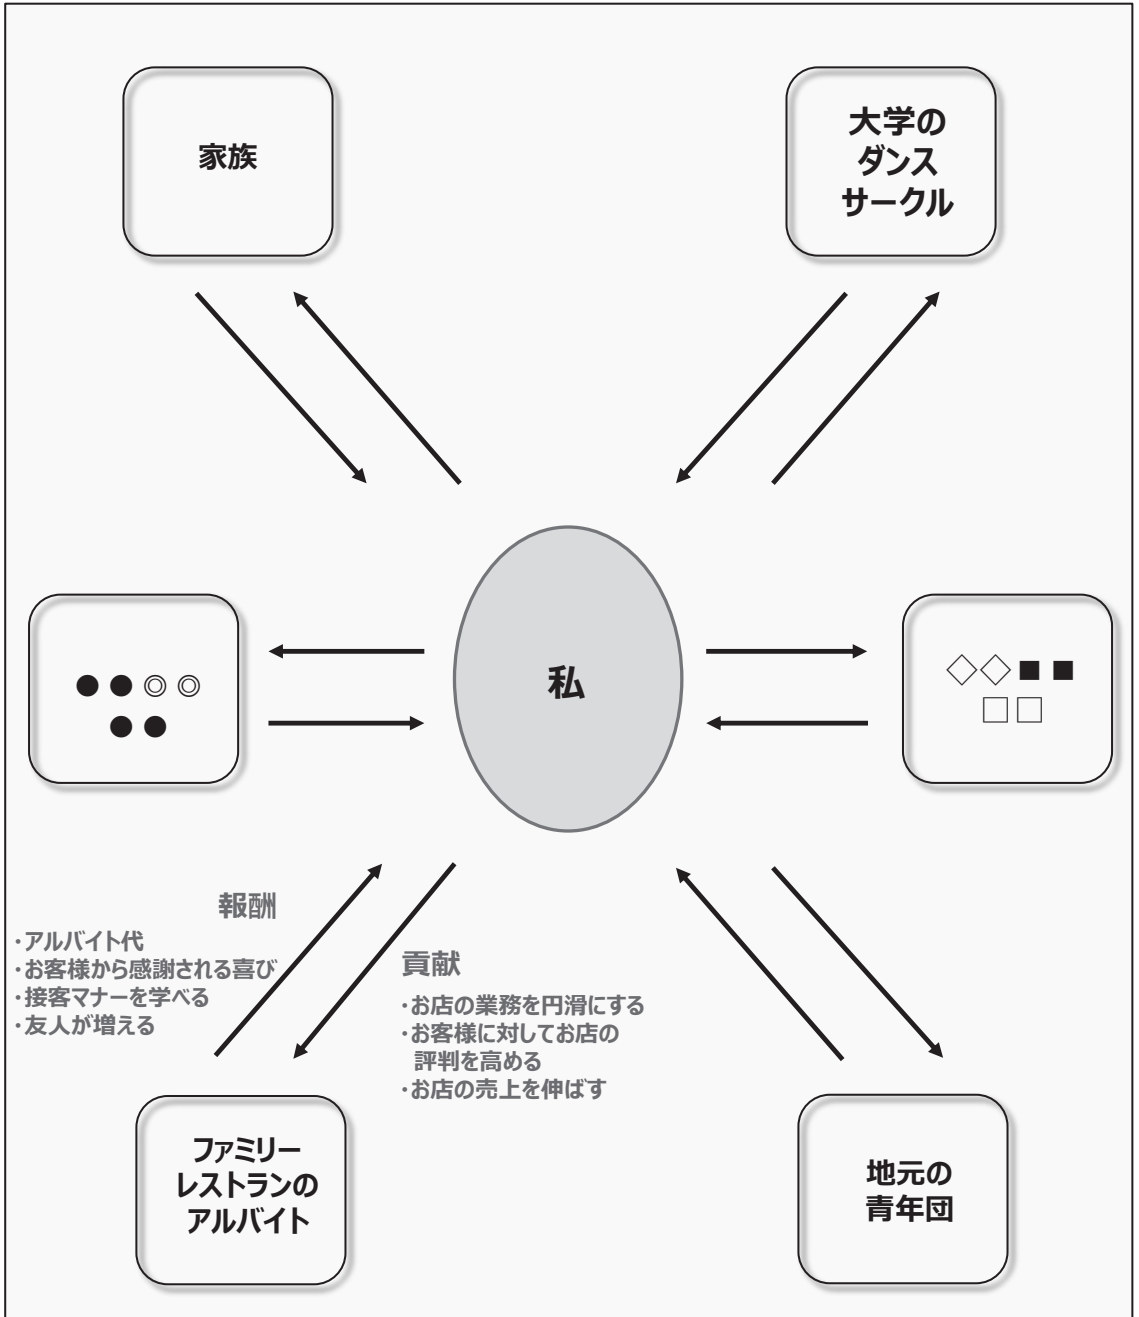 家族
大学の
ダンス
サークル
●●◎◎
●●
私
◇◇■■
□□
報酬
・アルバイト代
・お客様から感謝される喜び
・接客マナーを学べる
・友人が増える
貢献
・お店の業務を円滑にする
・お客様に対してお店の
評判を高める
・お店の売上を伸ばす
ファミリー
レストランの
アルバイト
地元の
青年団